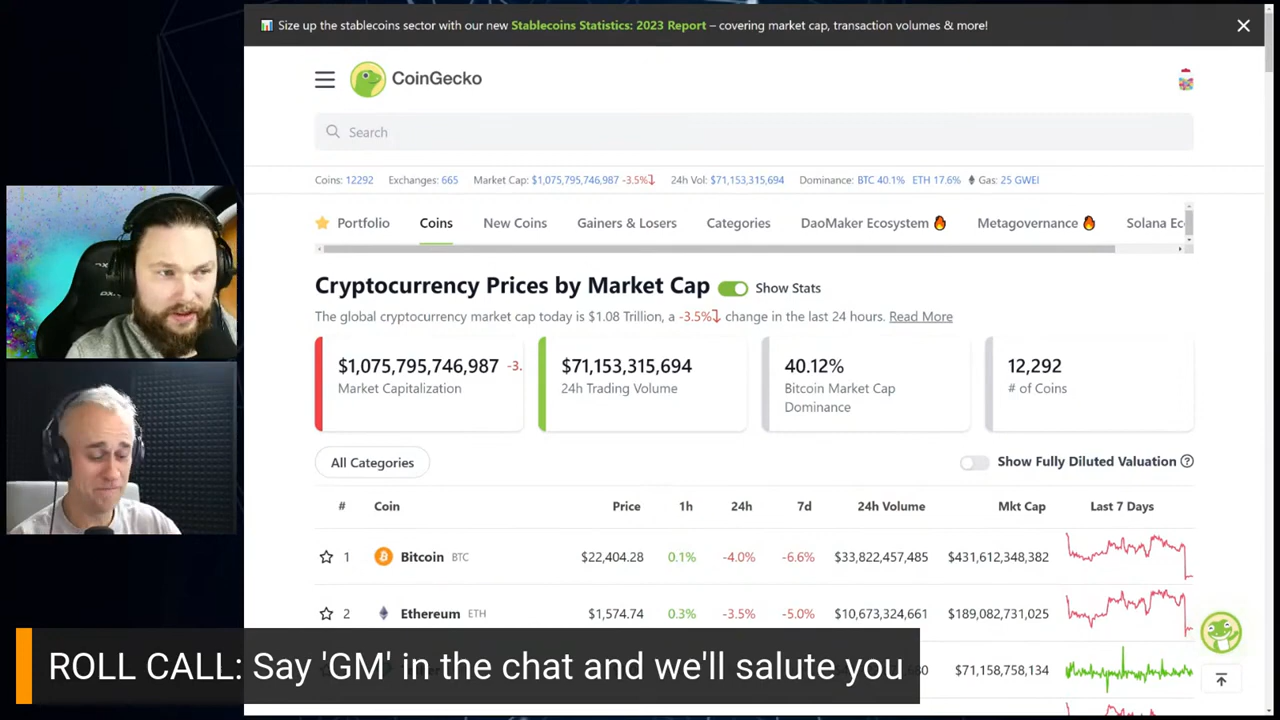 Size up the stablecoins sector with our new Stablecoins Statistics: 2023 Report – covering market cap, transaction volumes & more!
CoinGecko
Search
Coins: 12292 Exchanges: 665 Market Cap: $1,075,795,746,987 -3.5% 24h Vol: $71,153,315,694 Dominance: BTC 40.1% ETH 17.6% Gas: 25 GWEI
Portfolio Coins New Coins Gainers & Losers Categories DaoMaker Ecosystem Metagovernance Solana Ec
Cryptocurrency Prices by Market Cap Show Stats
The global cryptocurrency market cap today is $1.08 Trillion, a -3.5% change in the last 24 hours. Read More
$1,075,795,746,987 -3. $71,153,315,694 40.12% 12,292
Market Capitalization 24h Trading Volume Bitcoin Market Cap # of Coins
Dominance
All Categories Show Fully Diluted Valuation
# Coin Price 1h 24h 7d 24h Volume Mkt Cap Last 7 Days
1 Bitcoin BTC $22,404.28 0.1% -4.0% -6.6% $33,822,457,485 $431,612,348,382
2 Ethereum ETH $1,574.74 0.3% -3.5% -5.0% $10,673,324,661 $189,082,731,025
$71,158,758,134
ROLL CALL: Say 'GM' in the chat and we'll salute you